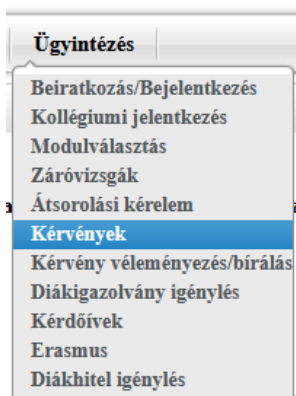 Ügyintézés
Beiratkozás/Bejelentkezés
Kollégiumi jelentkezés
Modulválasztás
Záróvizsgák
Átsorolási kérelem
Kérvények
Kérvény véleményezés/bírálás
Diákigazolvány igénylés
Kérdőívek
Erasmus
Diákhitel igénylés